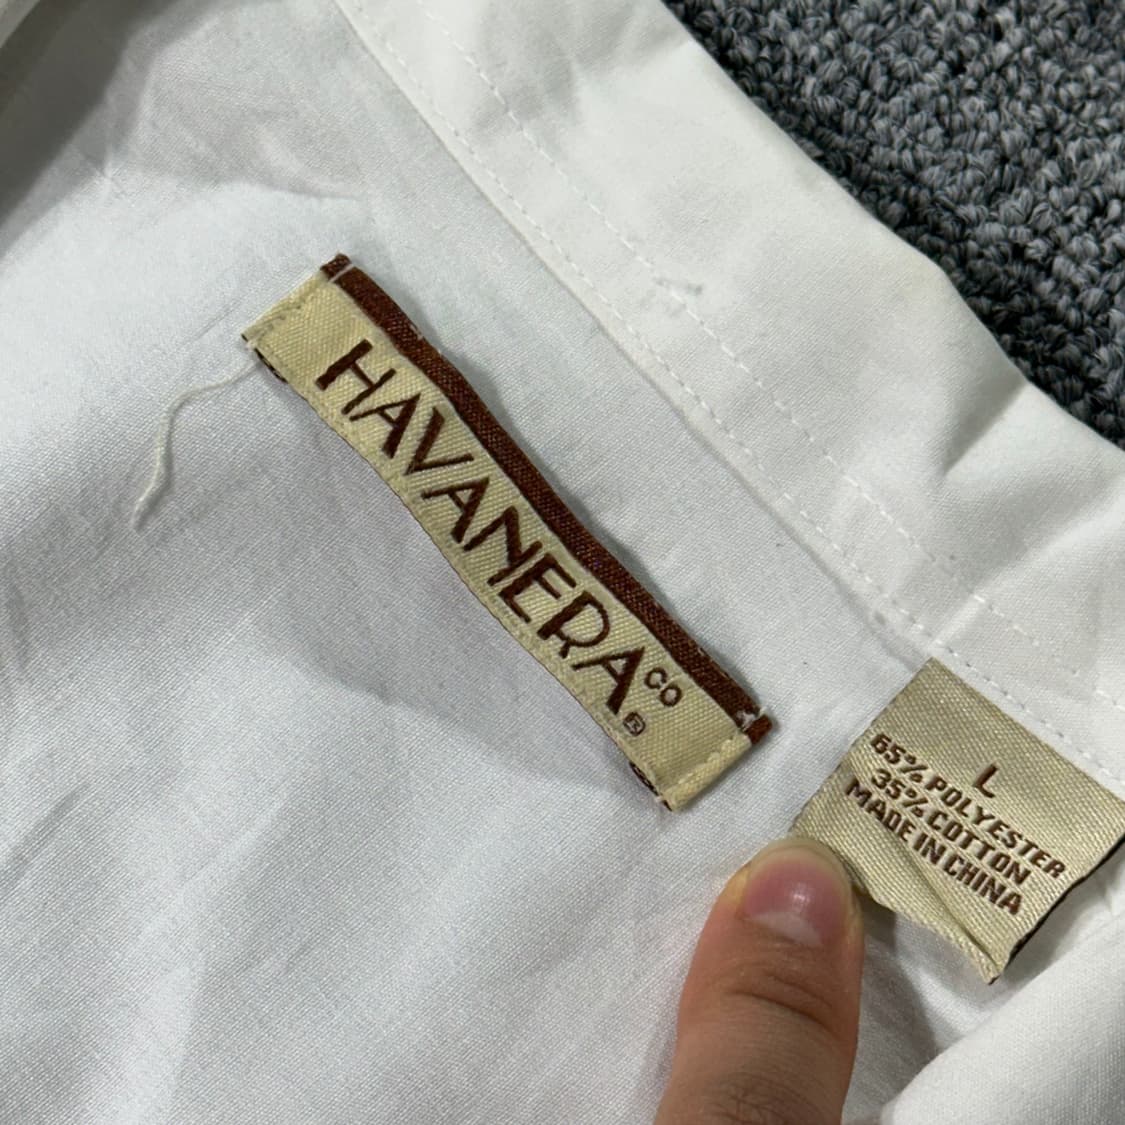 HAVANERA CO ®
L
65% POLYESTER
35% COTTON
MADE IN CHINA